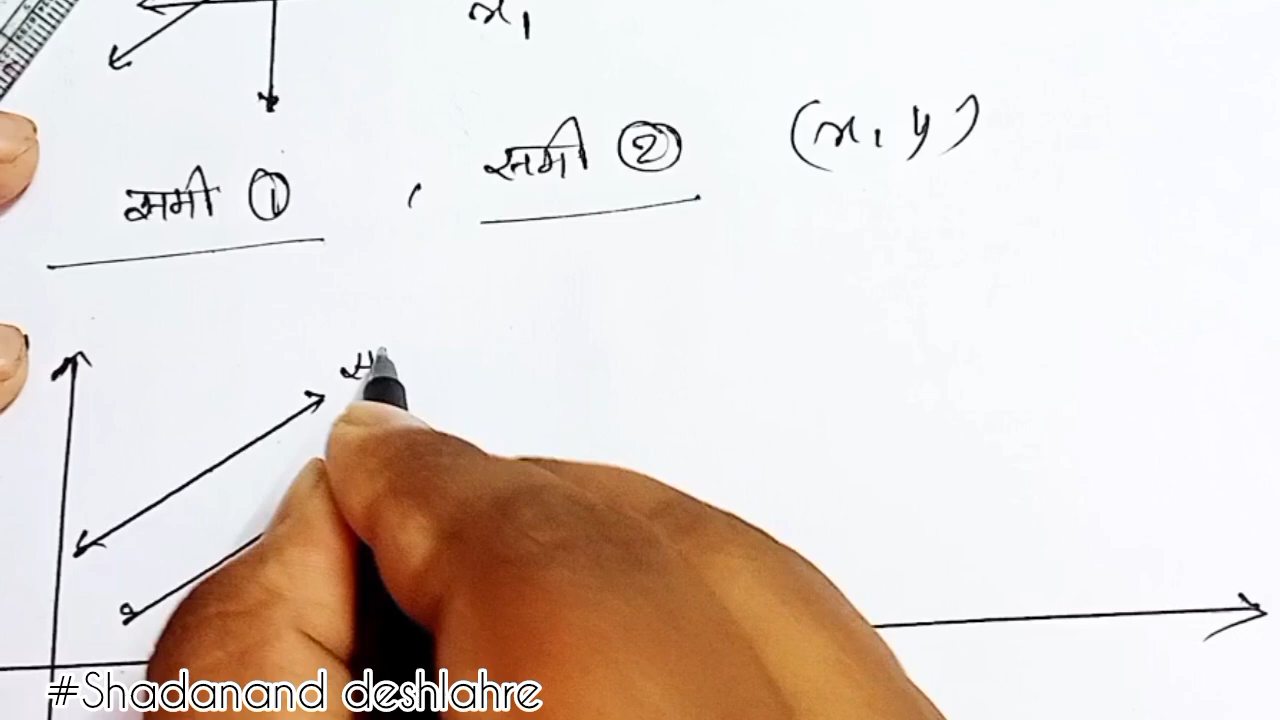 x₁
समी ① , समी ② (x, y)
स
#Shadanand deshlahre